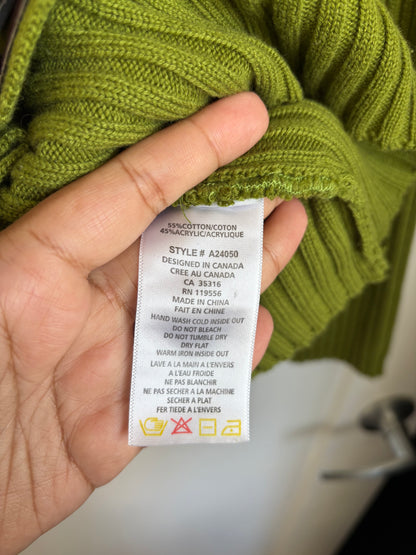 55%COTTON/COTON
45%ACRYLIC/ACRYLIQUE
STYLE # A24050
DESIGNED IN CANADA
CREE AU CANADA
CA 35316
RN 119556
MADE IN CHINA
FAIT EN CHINE
HAND WASH COLD INSIDE OUT
DO NOT BLEACH
DO NOT TUMBLE DRY
DRY FLAT
WARM IRON INSIDE OUT
LAVE A LA MAIN A L'ENVERS
A L'EAU FROIDE
NE PAS BLANCHIR
NE PAS SECHER A LA MACHINE
SECHER A PLAT
FER TIEDE A L'ENVERS